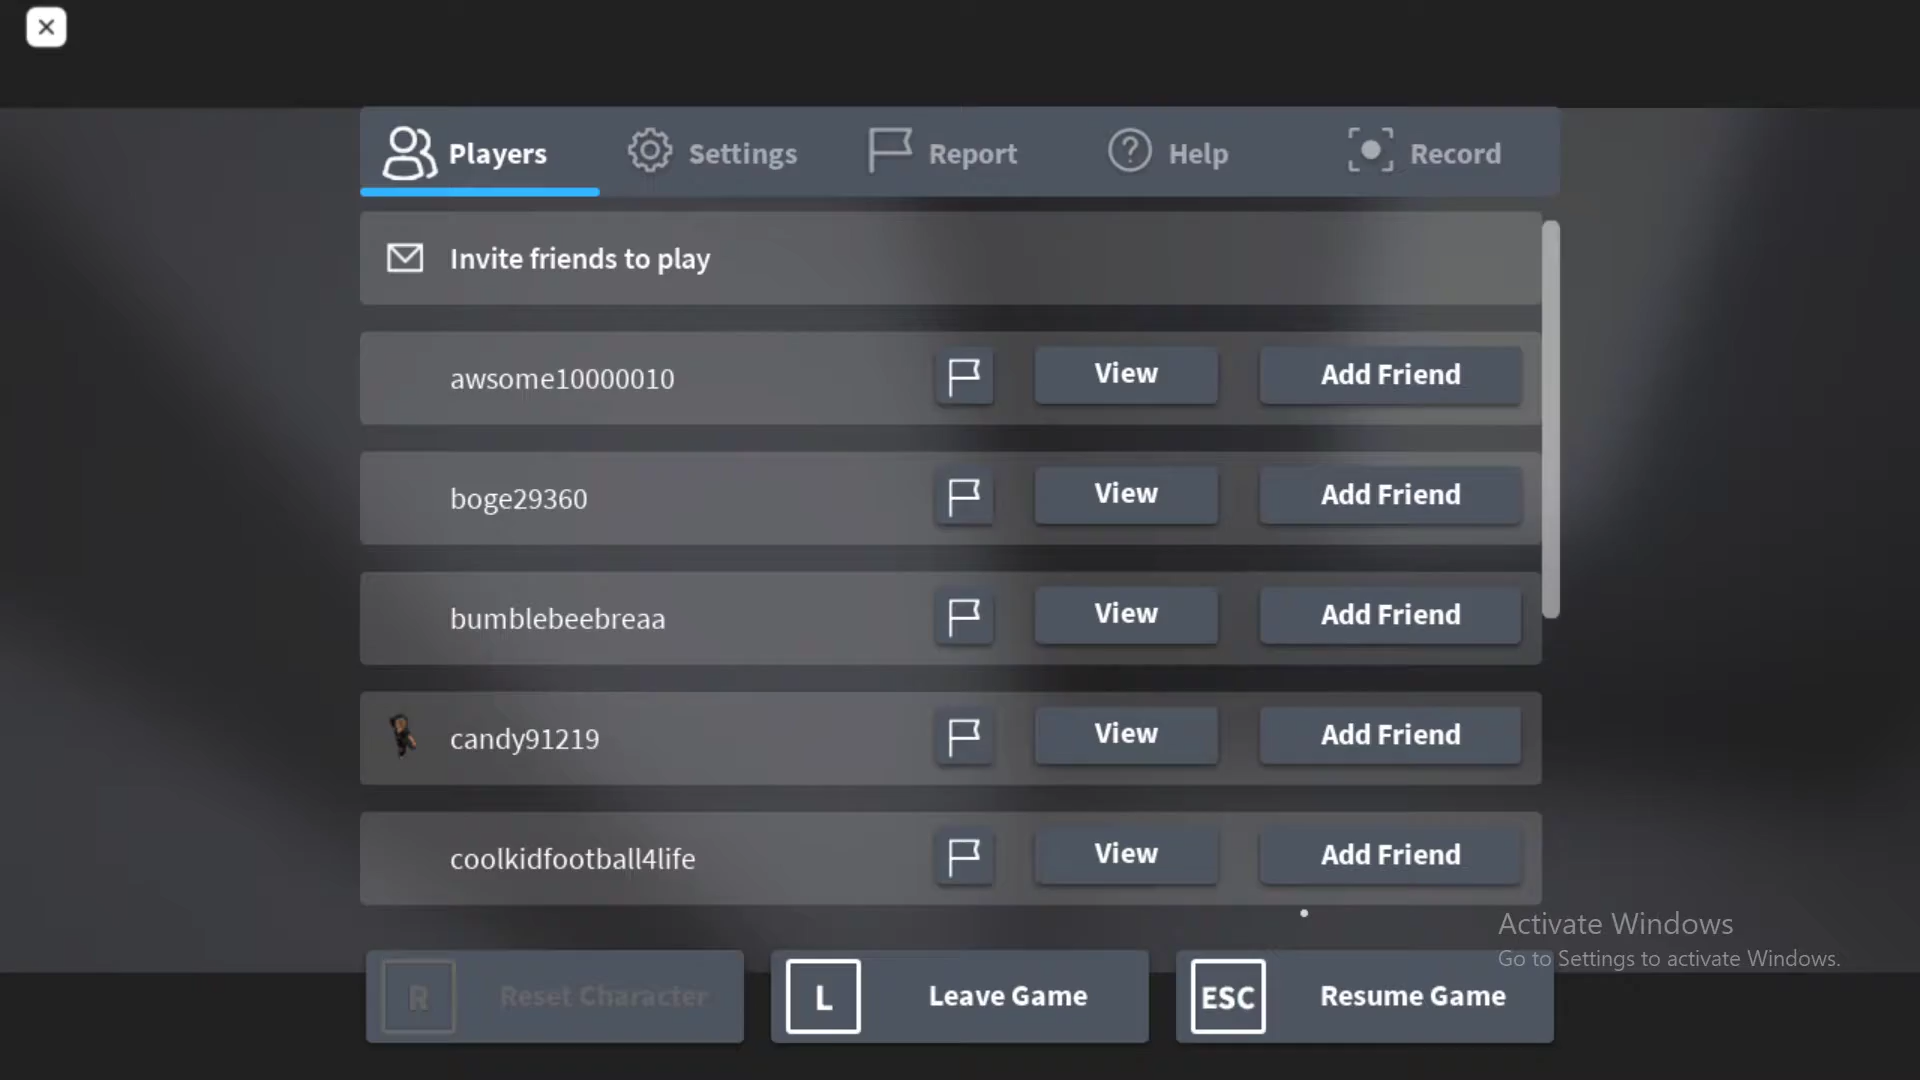 Players
Settings
Report
Help
Record
Invite friends to play
awsome10000010
View
Add Friend
boge29360
View
Add Friend
bumblebeebreaa
View
Add Friend
candy91219
View
Add Friend
coolkidfootball4life
View
Add Friend
Activate Windows
Go to Settings to activate Windows.
R
Reset Character
L
Leave Game
ESC
Resume Game